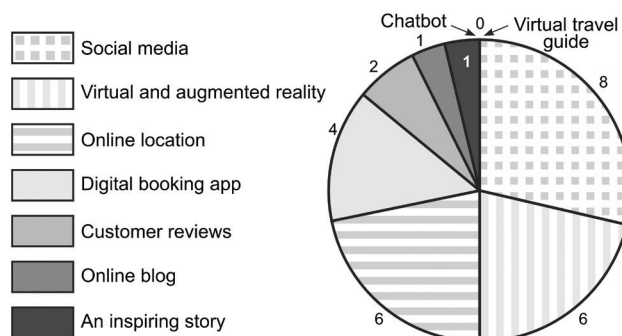 Social media
Virtual and augmented reality
Online location
Digital booking app
Customer reviews
Online blog
An inspiring story
Chatbot
0
Virtual travel
guide
8
6
6
4
2
1
1